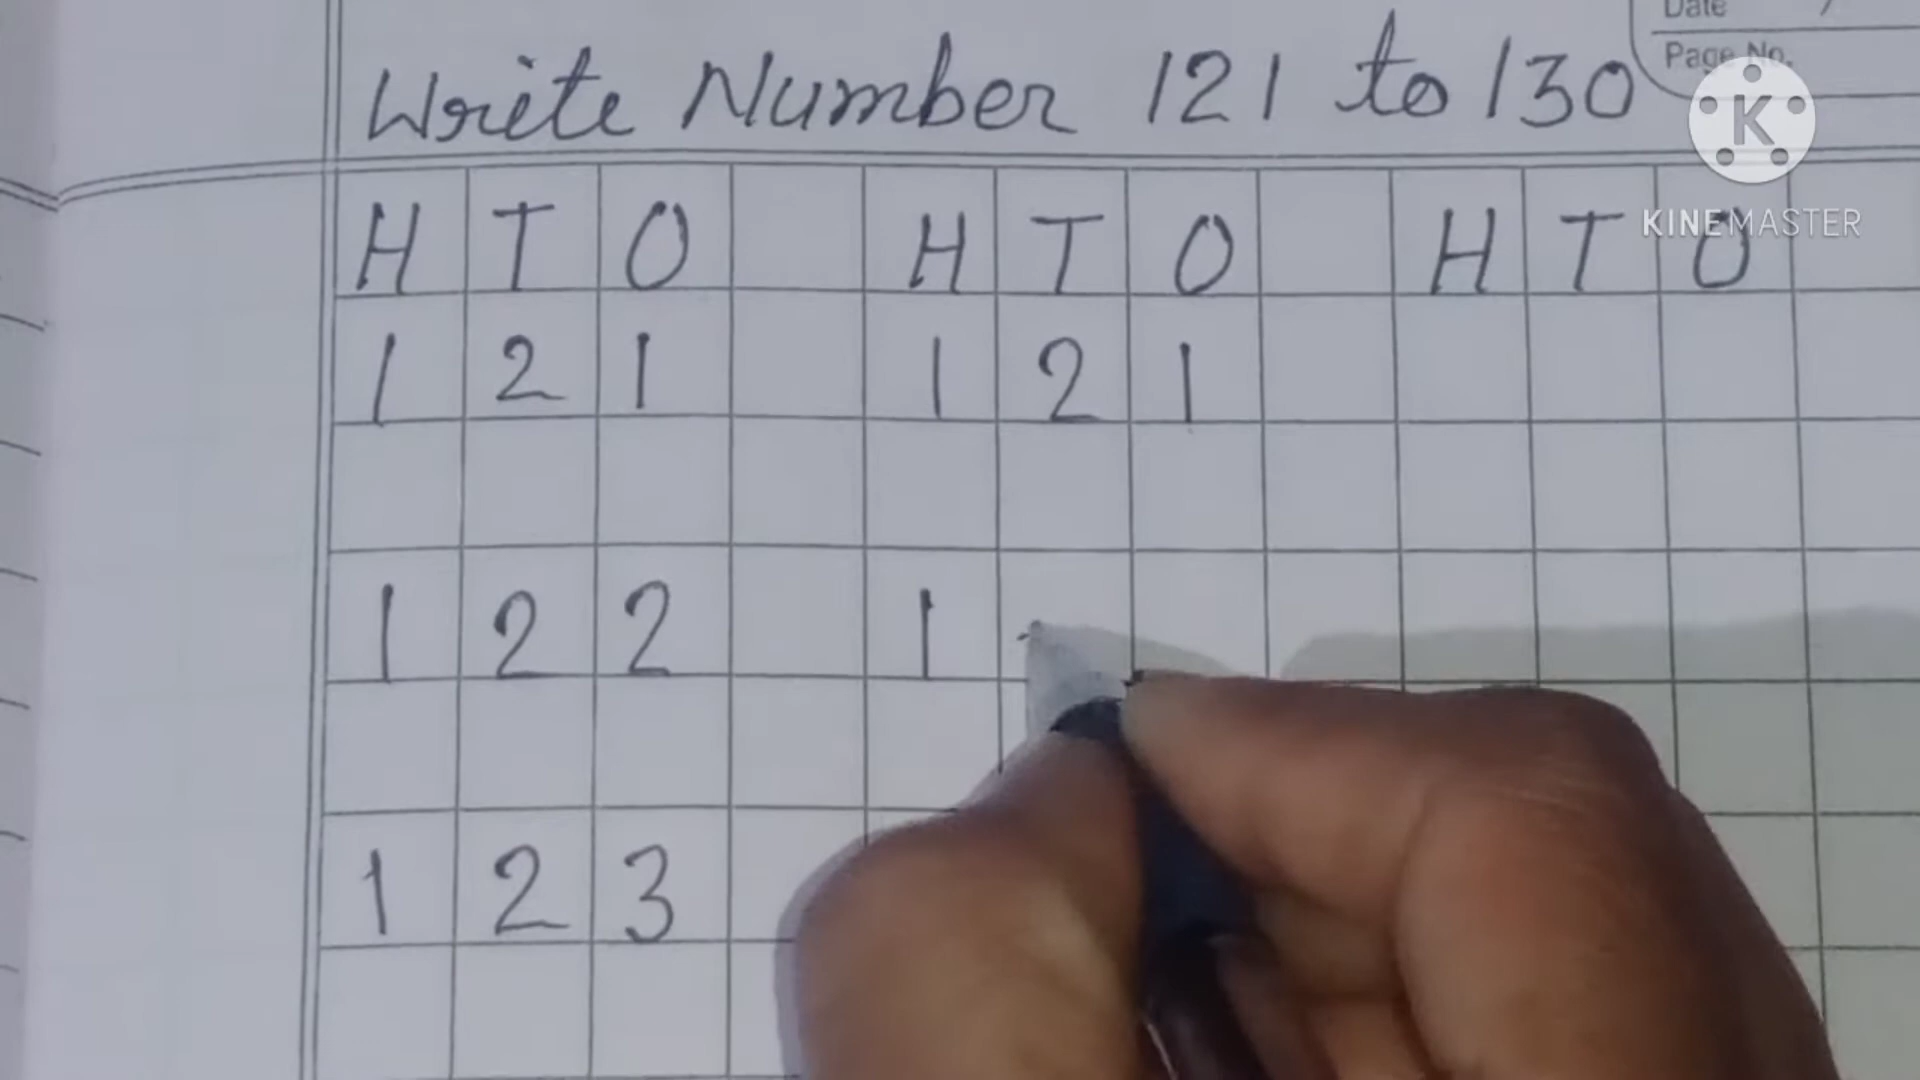 Date /
Page No.
Write Number 121 to 130
K
KINEMASTER
H T O H T O H T O
1 2 1 1 2 1
1 2 2 1
1 2 3